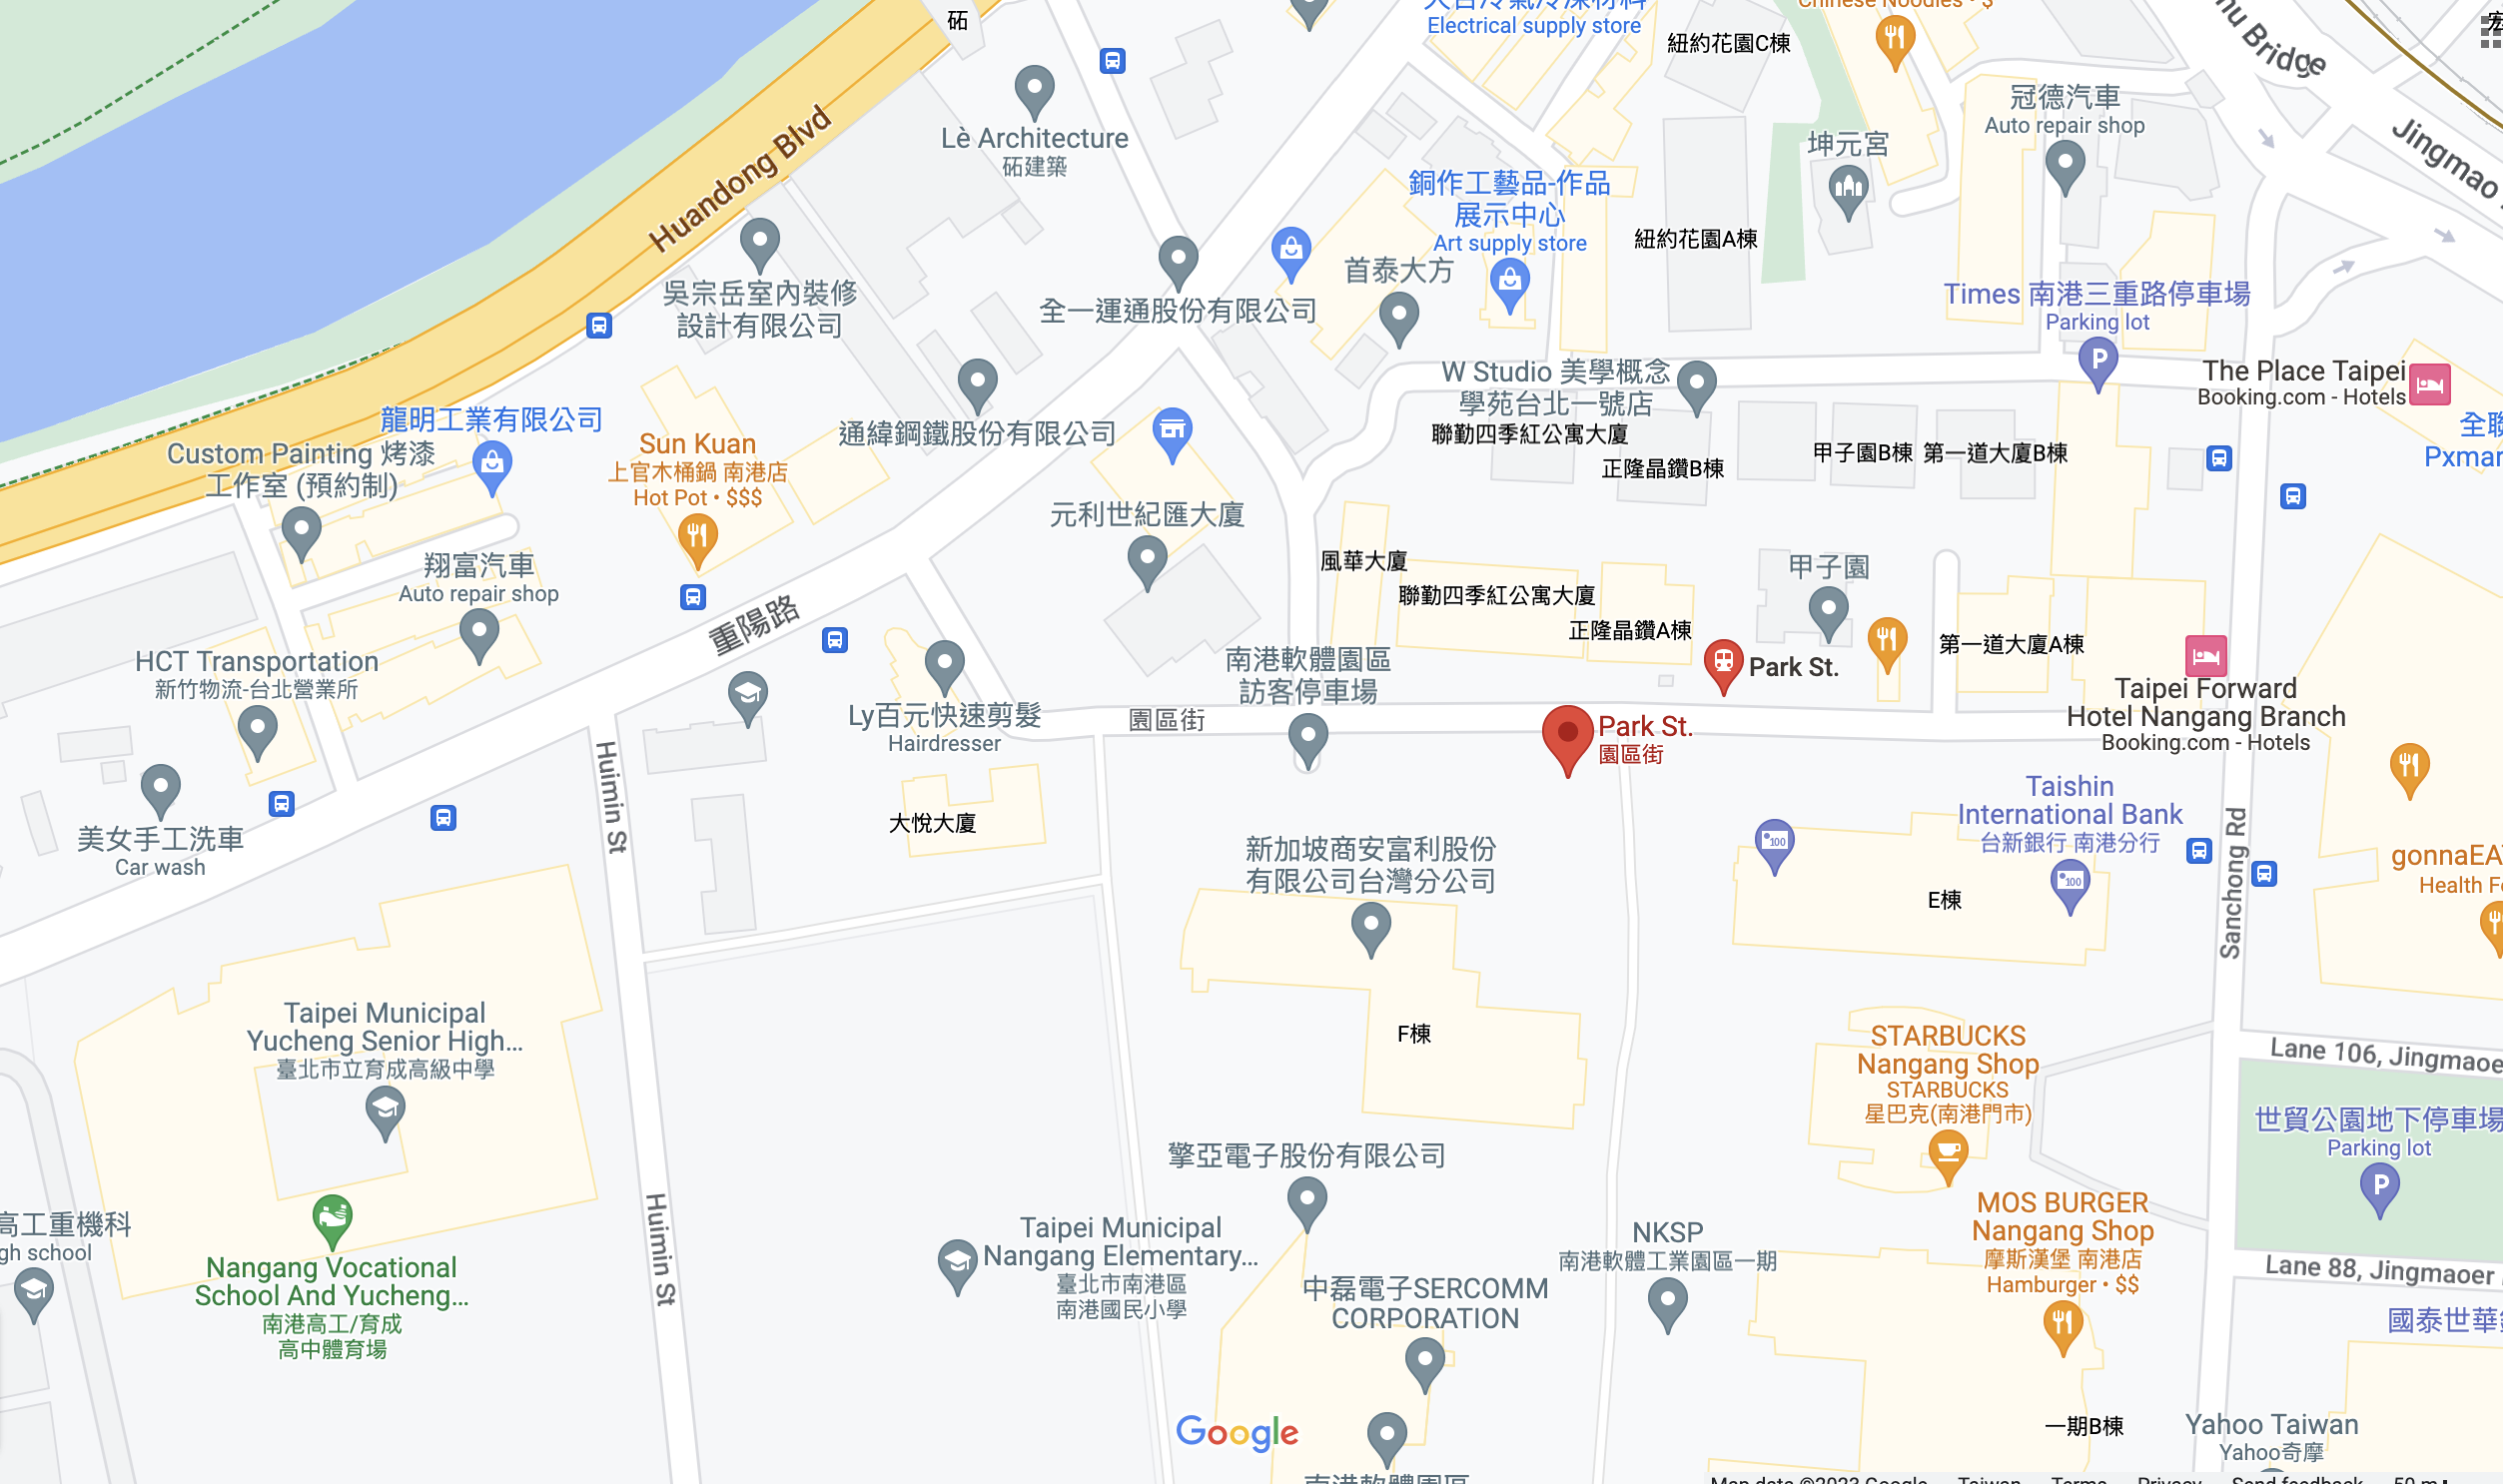 砳
Electrical supply store
紐約花園C棟
Bridge
Lè Architecture
砳建築
Huandong Blvd
冠德汽車
Auto repair shop
Jingmao
坤元宮
銅作工藝品-作品
展示中心
Art supply store
紐約花園A棟
首泰大方
吳宗岳室內裝修
設計有限公司
全一運通股份有限公司
Times 南港三重路停車場
Parking lot
W Studio 美學概念
學苑台北一號店
The Place Taipei
Booking.com - Hotels
龍明工業有限公司
Custom Painting 烤漆
工作室 (預約制)
Sun Kuan
上官木桶鍋 南港店
Hot Pot • $$$
通緯鋼鐵股份有限公司
聯勤四季紅公寓大廈
正隆晶鑽B棟
甲子園B棟
第一道大廈B棟
Pxmar
元利世紀匯大廈
翔富汽車
Auto repair shop
風華大廈
聯勤四季紅公寓大廈
正隆晶鑽A棟
甲子園
第一道大廈A棟
重陽路
HCT Transportation
新竹物流-台北營業所
南港軟體園區
訪客停車場
Park St.
Ly百元快速剪髮
Hairdresser
園區街
Park St.
園區街
Taipei Forward
Hotel Nangang Branch
Booking.com - Hotels
Huimin St
美女手工洗車
Car wash
大悅大廈
新加坡商安富利股份
有限公司台灣分公司
Taishin
International Bank
台新銀行 南港分行
E棟
Sanchong Rd
gonnaEA
Health F
Taipei Municipal
Yucheng Senior High...
臺北市立育成高級中學
F棟
STARBUCKS
Nangang Shop
STARBUCKS
星巴克(南港門市)
Lane 106, Jingmaoe
世貿公園地下停車場
Parking lot
擎亞電子股份有限公司
高工重機科
gh school
Huimin St
Taipei Municipal
Nangang Elementary...
臺北市南港區
南港國民小學
NKSP
南港軟體工業園區一期
MOS BURGER
Nangang Shop
摩斯漢堡 南港店
Hamburger • $$
Nangang Vocational
School And Yucheng...
南港高工/育成
高中體育場
中磊電子SERCOMM
CORPORATION
Lane 88, Jingmaoer
國泰世華
Google
一期B棟
Yahoo Taiwan
Yahoo奇摩